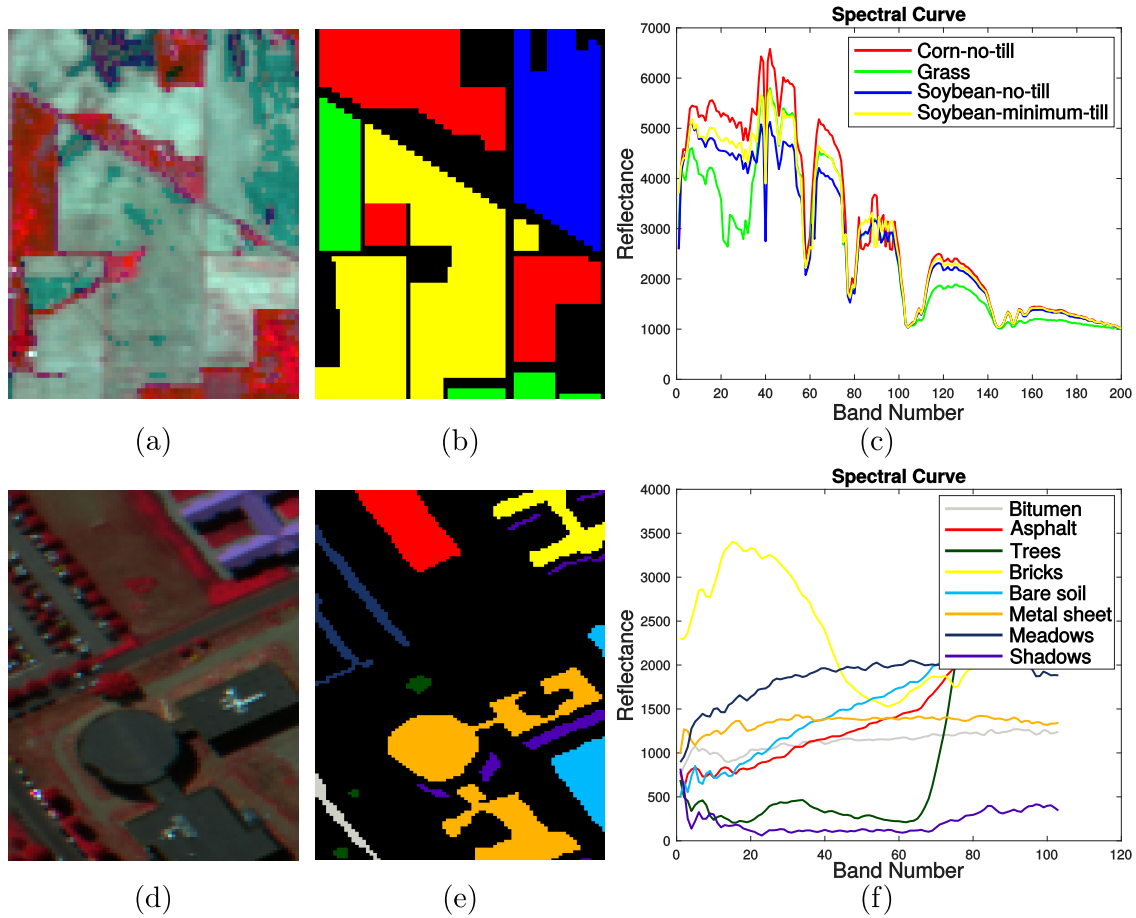 Spectral Curve
7000
6000
5000
4000
3000
2000
1000
0
Reflectance
Corn-no-till
Grass
Soybean-no-till
Soybean-minimum-till
0 20 40 60 80 100 120 140 160 180 200
Band Number
(a) (b) (c)
Spectral Curve
4000
3500
3000
2500
2000
1500
1000
500
0
Reflectance
Bitumen
Asphalt
Trees
Bricks
Bare soil
Metal sheet
Meadows
Shadows
0 20 40 60 80 100 120
Band Number
(d) (e) (f)